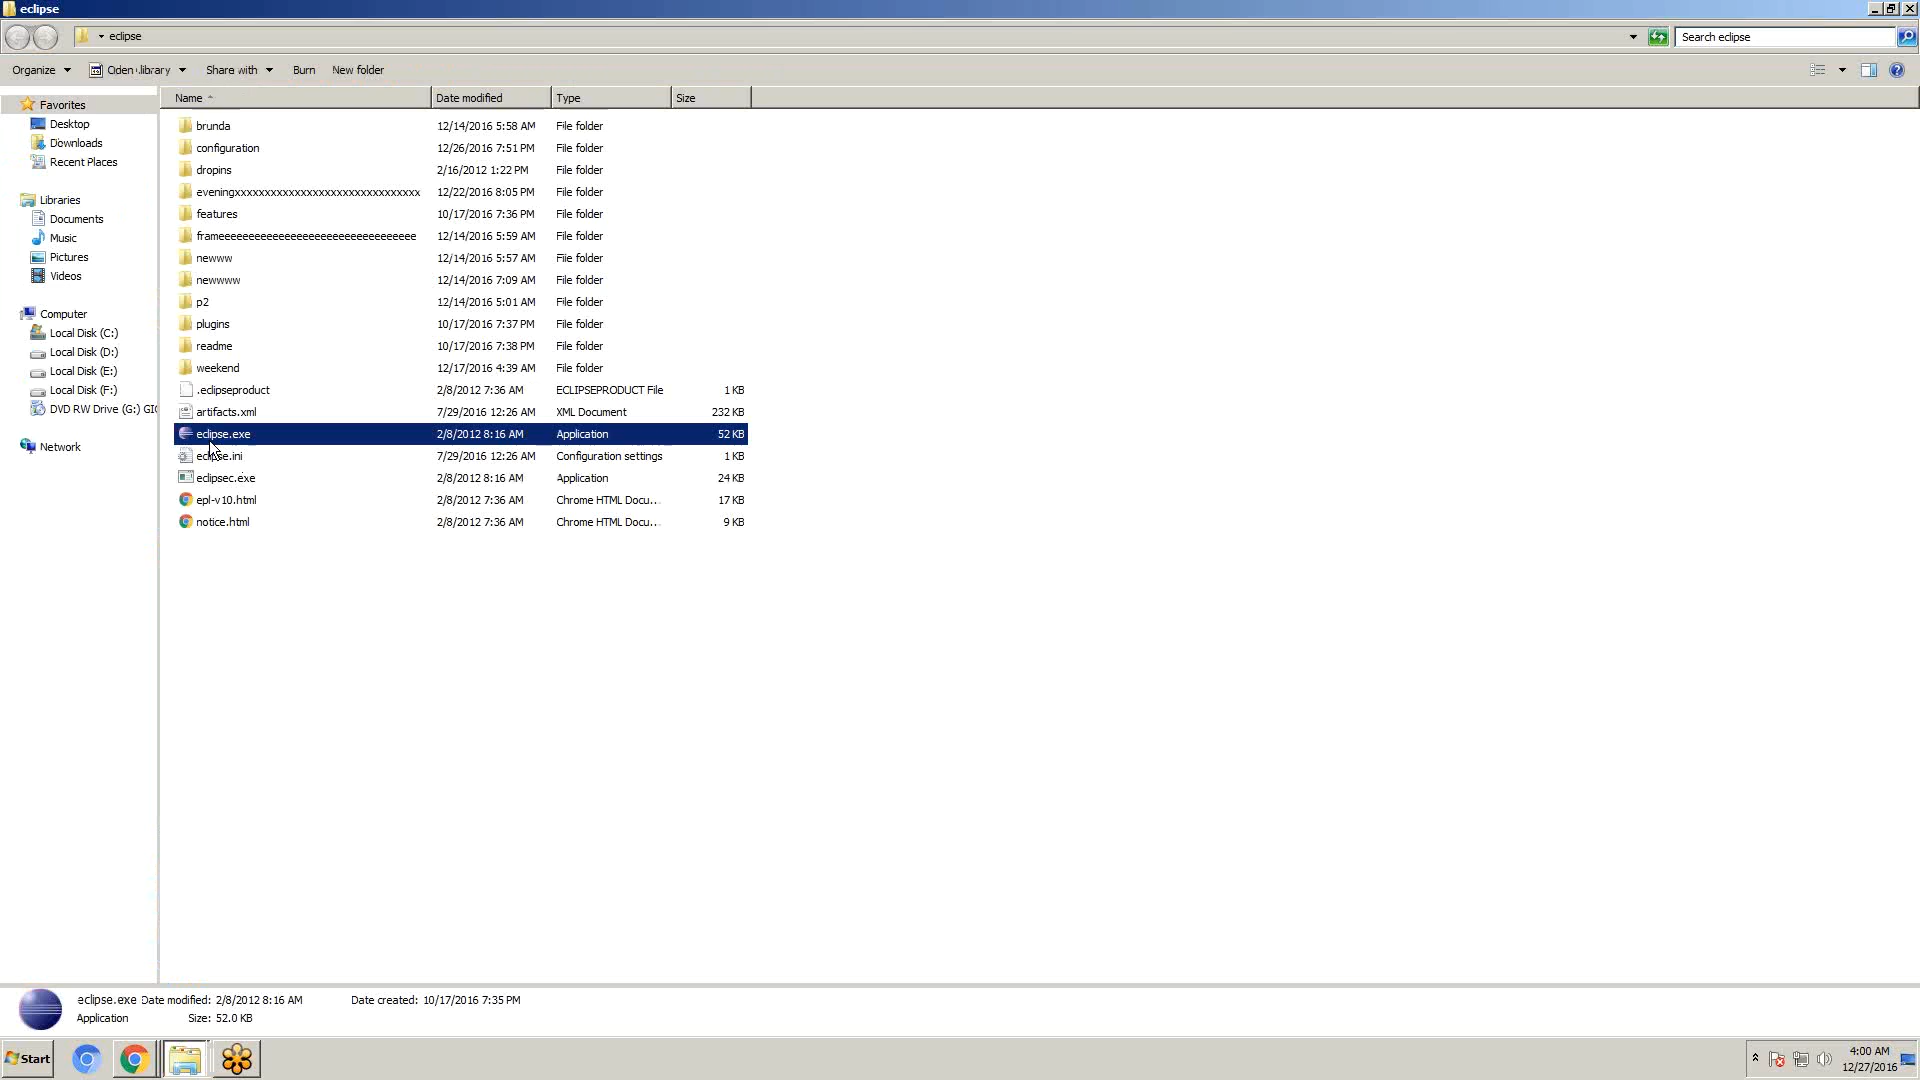 eclipse
eclipse
Search eclipse
Organize Open Library Share with Burn New folder
Name Date modified Type Size
Favorites
Desktop
Downloads
Recent Places
Libraries
Documents
Music
Pictures
Videos
Computer
Local Disk (C:)
Local Disk (D:)
Local Disk (E:)
Local Disk (F:)
DVD RW Drive (G:) GI
Network
brunda 12/14/2016 5:58 AM File folder
configuration 12/26/2016 7:51 PM File folder
dropins 2/16/2012 1:22 PM File folder
eveningxxxxxxxxxxxxxxxxxxxxxxxxxxxxxxx 12/22/2016 8:05 PM File folder
features 10/17/2016 7:36 PM File folder
frameeeeeeeeeeeeeeeeeeeeeeeeeeeeeeeee 12/14/2016 5:59 AM File folder
newww 12/14/2016 5:57 AM File folder
newwww 12/14/2016 7:09 AM File folder
p2 12/14/2016 5:01 AM File folder
plugins 10/17/2016 7:37 PM File folder
readme 10/17/2016 7:38 PM File folder
weekend 12/17/2016 4:39 AM File folder
.eclipseproduct 2/8/2012 7:36 AM ECLIPSEPRODUCT File 1 KB
artifacts.xml 7/29/2016 12:26 AM XML Document 232 KB
eclipse.exe 2/8/2012 8:16 AM Application 52 KB
eclipse.ini 7/29/2016 12:26 AM Configuration settings 1 KB
eclipsec.exe 2/8/2012 8:16 AM Application 24 KB
epl-v10.html 2/8/2012 7:36 AM Chrome HTML Docu... 17 KB
notice.html 2/8/2012 7:36 AM Chrome HTML Docu... 9 KB
eclipse.exe Date modified: 2/8/2012 8:16 AM Date created: 10/17/2016 7:35 PM
Application Size: 52.0 KB
Start
4:00 AM
12/27/2016